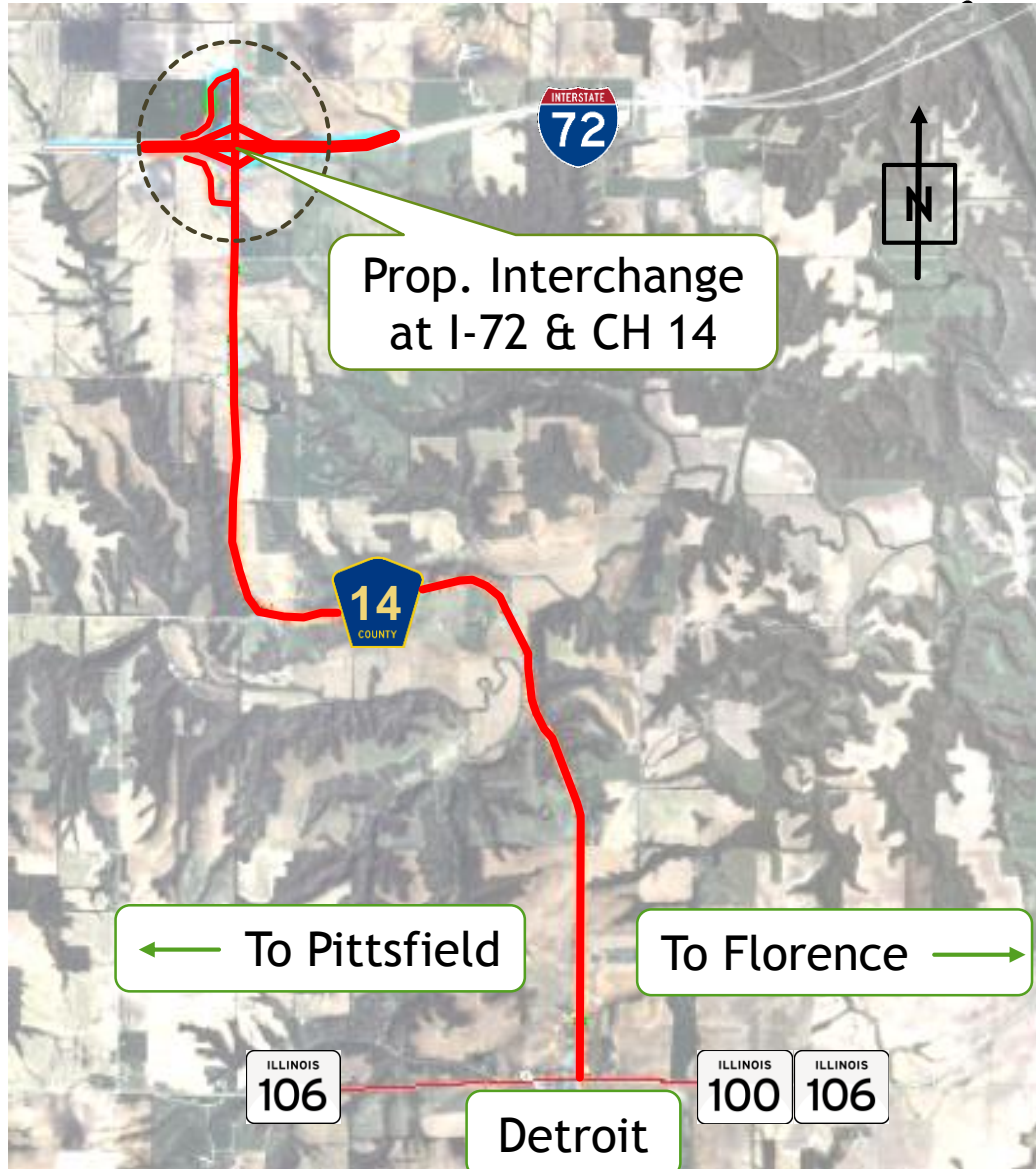 INTERSTATE
72
N
Prop. Interchange
at I-72 & CH 14
14
COUNTY
To Pittsfield
To Florence
ILLINOIS
106
ILLINOIS
100
ILLINOIS
106
Detroit